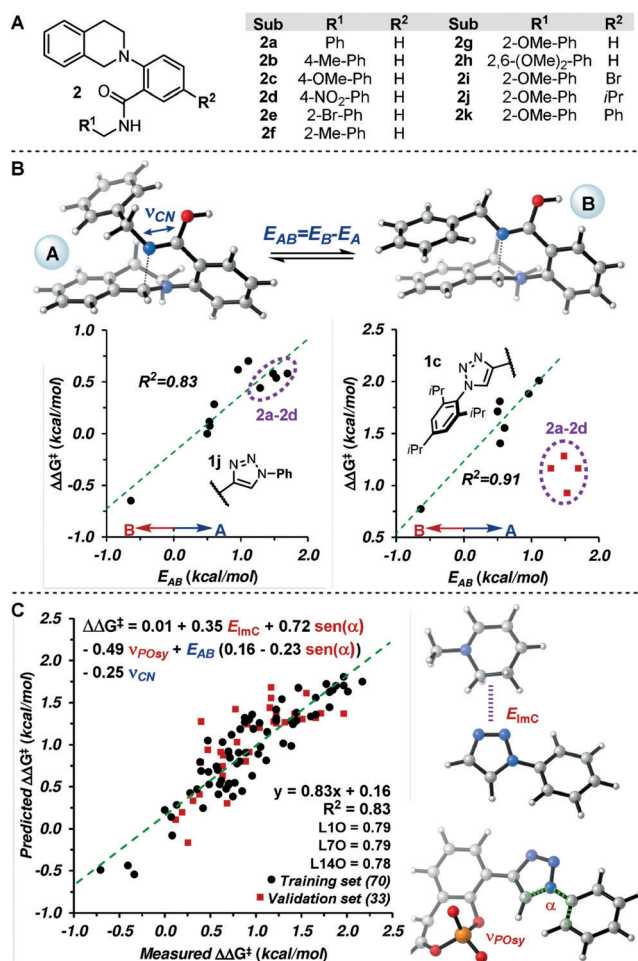 A
2
O
N
NH
R¹
R²
Sub R¹ R² Sub R¹ R²
2a Ph H 2g 2-OMe-Ph H
2b 4-Me-Ph H 2h 2,6-(OMe)₂-Ph H
2c 4-OMe-Ph H 2i 2-OMe-Ph Br
2d 4-NO₂-Ph H 2j 2-OMe-Ph iPr
2e 2-Br-Ph H 2k 2-OMe-Ph Ph
2f 2-Me-Ph H
B
νCN
A
E_AB=E_B-E_A
B
ΔΔG‡ (kcal/mol)
1.0
0.5
0.0
-0.5
-1.0
R²=0.83
2a-2d
1j
N=N
N-Ph
B A
-1.0 0.0 1.0 2.0
E_AB (kcal/mol)
ΔΔG‡ (kcal/mol)
2.5
2.0
1.5
1.0
0.5
1c
N=N
N
iPr
iPr
iPr
2a-2d
R²=0.91
B A
-1.0 0.0 1.0 2.0
E_AB (kcal/mol)
C
ΔΔG‡ = 0.01 + 0.35 E_ImC + 0.72 sen(α)
- 0.49 ν_POsy + E_AB (0.16 - 0.23 sen(α))
- 0.25 ν_CN
Predicted ΔΔG‡ (kcal/mol)
2.5
2.0
1.5
1.0
0.5
0.0
-0.5
-1.0
y = 0.83x + 0.16
R² = 0.83
L1O = 0.79
L7O = 0.79
L14O = 0.78
Training set (70)
Validation set (33)
-1.0 -0.5 0.0 0.5 1.0 1.5 2.0 2.5
Measured ΔΔG‡ (kcal/mol)
E_ImC
α
ν_POsy